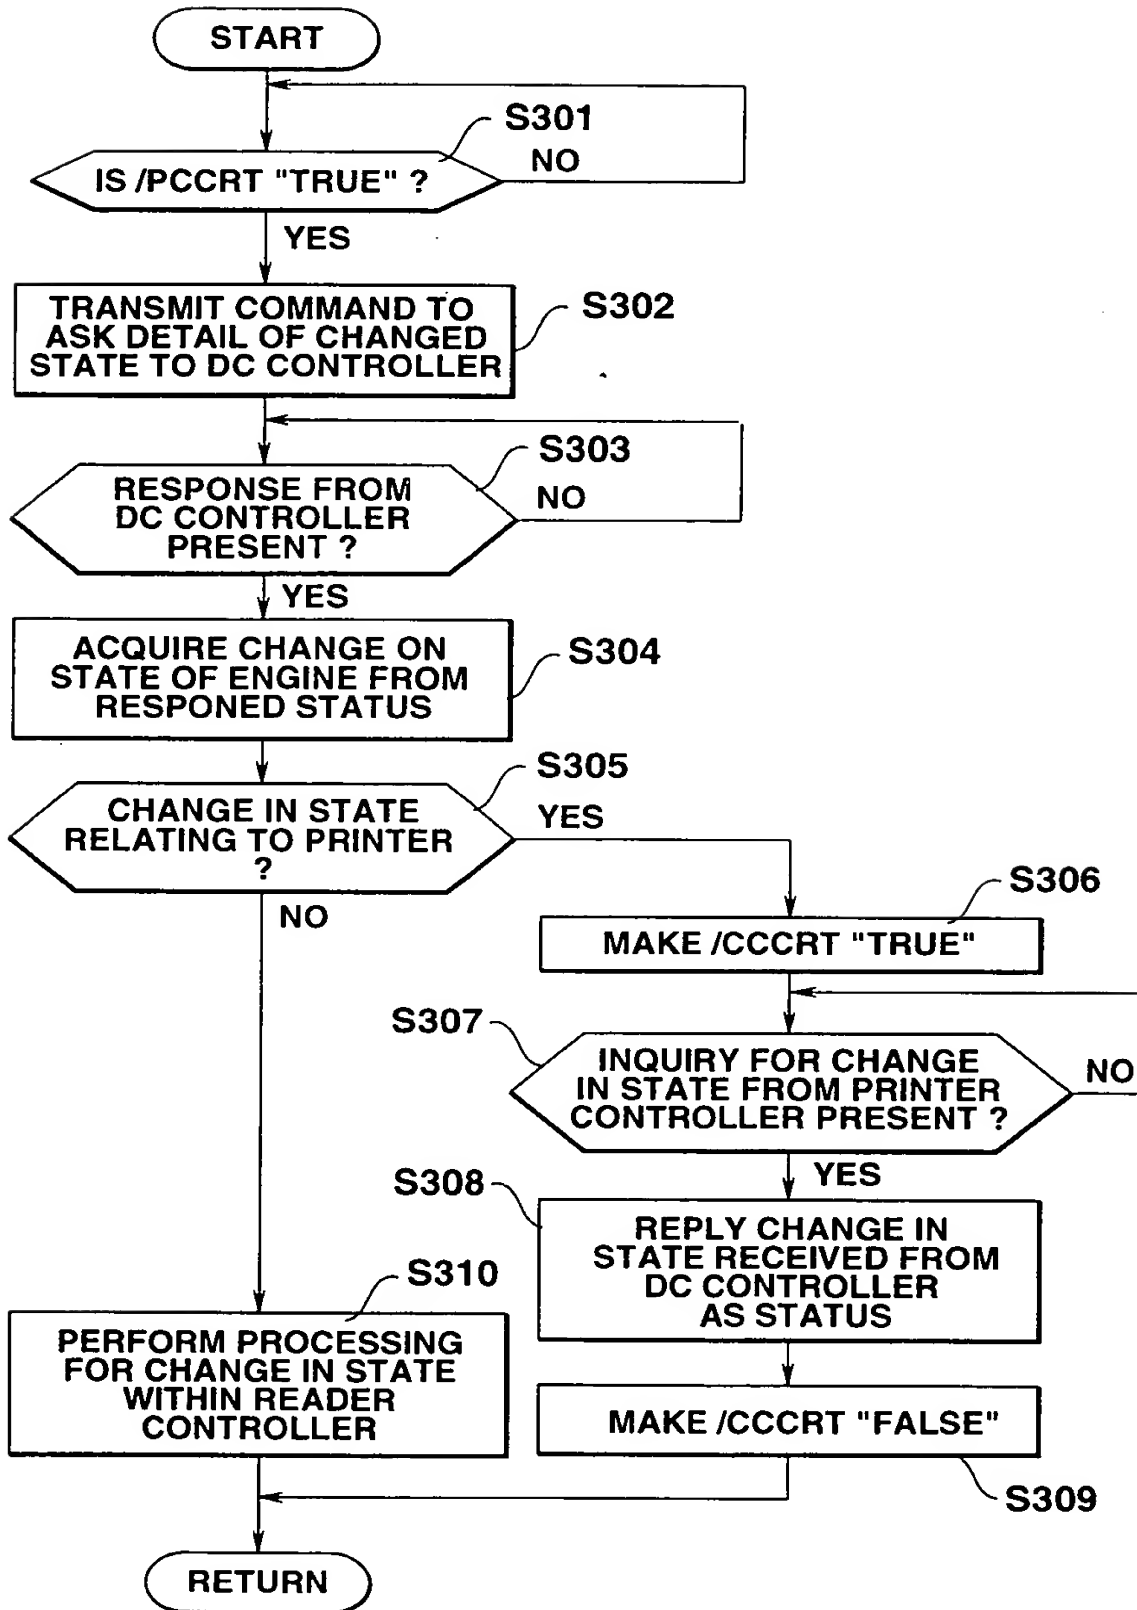 START
S301
IS /PCCRT "TRUE" ?
NO
YES
TRANSMIT COMMAND TO
ASK DETAIL OF CHANGED
STATE TO DC CONTROLLER
S302
S303
RESPONSE FROM
DC CONTROLLER
PRESENT ?
NO
YES
ACQUIRE CHANGE ON
STATE OF ENGINE FROM
RESPONED STATUS
S304
S305
CHANGE IN STATE
RELATING TO PRINTER
?
YES
NO
S306
MAKE /CCCRT "TRUE"
S307
INQUIRY FOR CHANGE
IN STATE FROM PRINTER
CONTROLLER PRESENT ?
NO
YES
S308
REPLY CHANGE IN
STATE RECEIVED FROM
DC CONTROLLER
AS STATUS
S310
PERFORM PROCESSING
FOR CHANGE IN STATE
WITHIN READER
CONTROLLER
MAKE /CCCRT "FALSE"
S309
RETURN